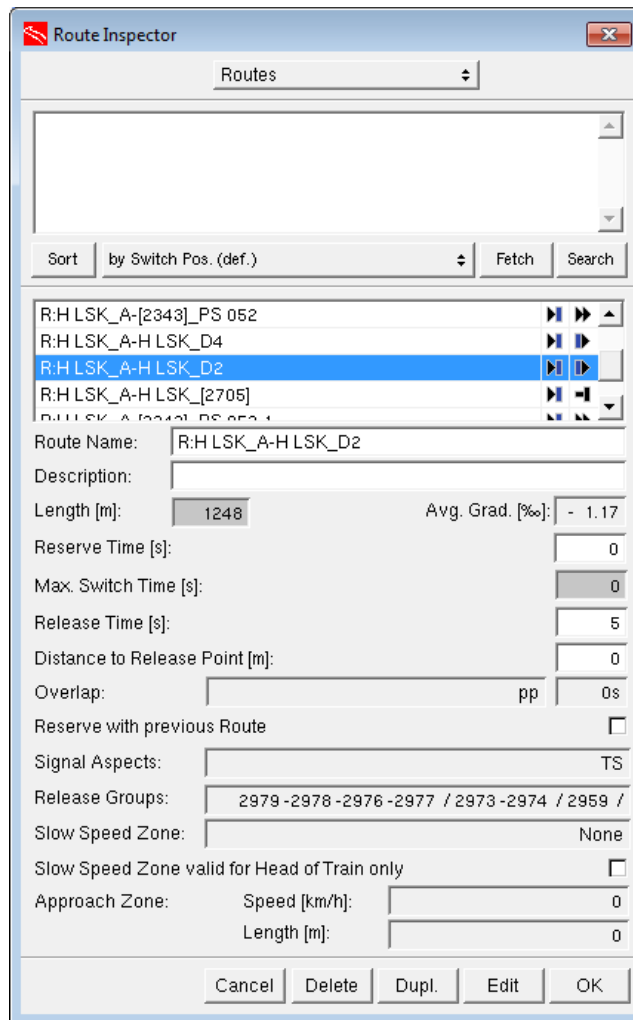 Route Inspector
Routes
Sort by Switch Pos. (def.) Fetch Search
R:H LSK_A-[2343]_PS 052
R:H LSK_A-H LSK_D4
R:H LSK_A-H LSK_D2
R:H LSK_A-H LSK_[2705]
Route Name: R:H LSK_A-H LSK_D2
Description:
Length [m]: 1248 Avg. Grad. [‰]: - 1.17
Reserve Time [s]: 0
Max. Switch Time [s]: 0
Release Time [s]: 5
Distance to Release Point [m]: 0
Overlap: pp 0s
Reserve with previous Route
Signal Aspects: TS
Release Groups: 2979 -2978 -2976 -2977 / 2973 -2974 / 2959 /
Slow Speed Zone: None
Slow Speed Zone valid for Head of Train only
Approach Zone: Speed [km/h]: 0
Length [m]: 0
Cancel Delete Dupl. Edit OK